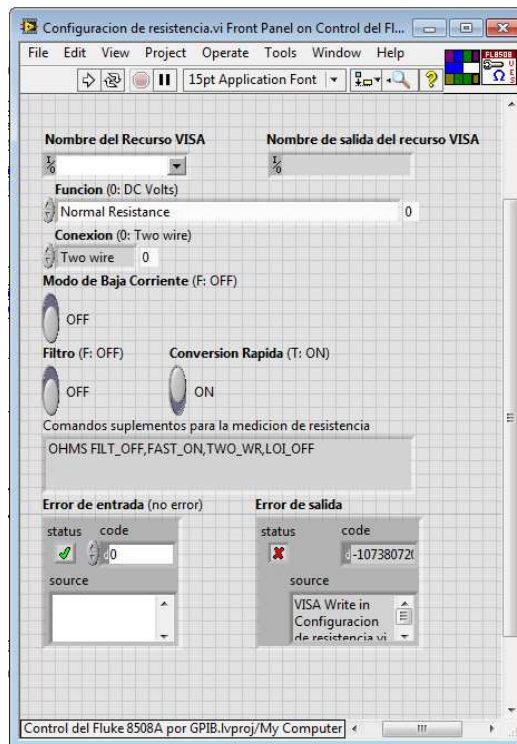 Configuracion de resistencia.vi Front Panel on Control del Fl...
File Edit View Project Operate Tools Window Help
15pt Application Font
FL8508
Nombre del Recurso VISA Nombre de salida del recurso VISA
Funcion (0: DC Volts)
Normal Resistance 0
Conexion (0: Two wire)
Two wire 0
Modo de Baja Corriente (F: OFF)
OFF
Filtro (F: OFF) Conversion Rapida (T: ON)
OFF ON
Comandos suplementos para la medicion de resistencia
OHMS FILT_OFF,FAST_ON,TWO_WR,LOI_OFF
Error de entrada (no error) Error de salida
status code status code
0 -10738072
source source
VISA Write in
Configuracion
de resistencia.vi
Control del Fluke 8508A por GPIB.lvproj/My Computer